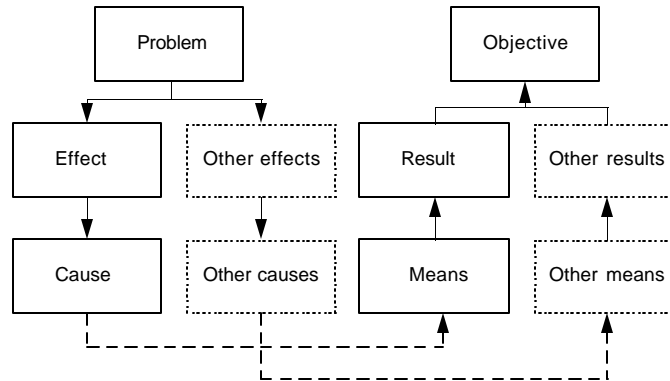 Problem
Objective
Effect
Other effects
Result
Other results
Cause
Other causes
Means
Other means